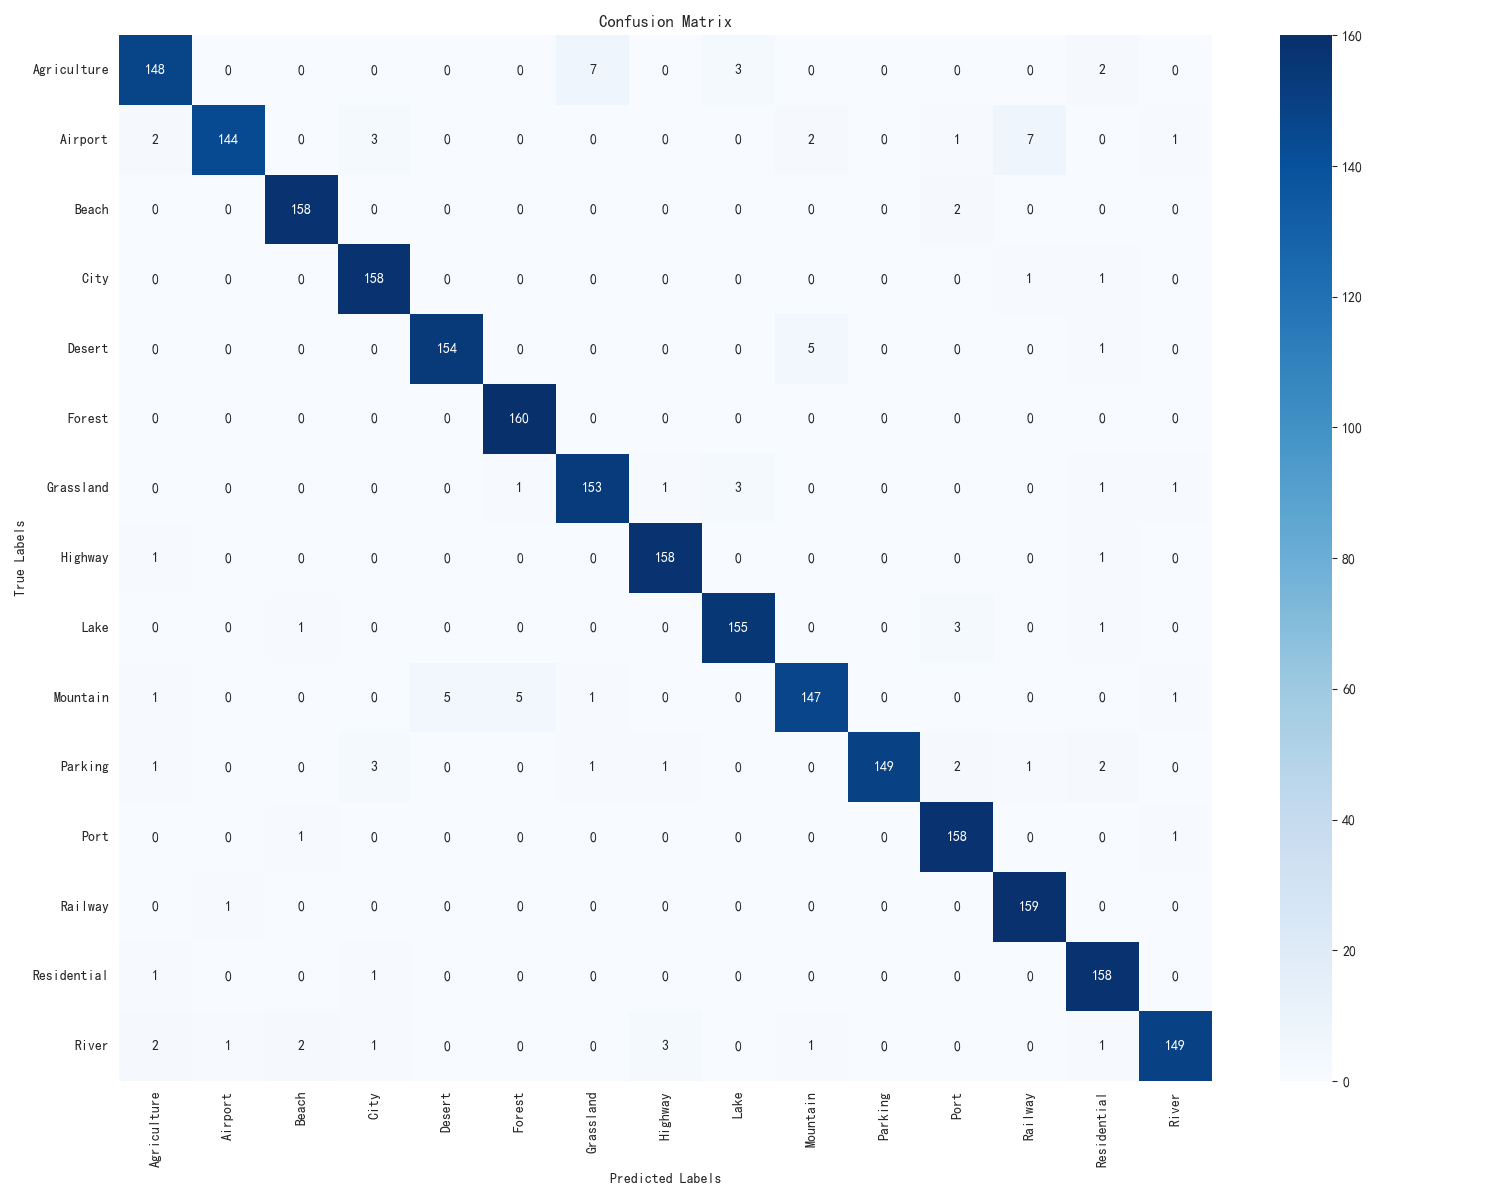 Confusion Matrix
Agriculture 148 0 0 0 0 0 7 0 3 0 0 0 0 2 0
Airport 2 144 0 3 0 0 0 0 0 2 0 1 7 0 1
Beach 0 0 158 0 0 0 0 0 0 0 0 2 0 0 0
City 0 0 0 158 0 0 0 0 0 0 0 0 1 1 0
Desert 0 0 0 0 154 0 0 0 0 5 0 0 0 1 0
Forest 0 0 0 0 0 160 0 0 0 0 0 0 0 0 0
Grassland 0 0 0 0 0 1 153 1 3 0 0 0 0 1 1
Highway 1 0 0 0 0 0 0 158 0 0 0 0 0 1 0
Lake 0 0 1 0 0 0 0 0 155 0 0 3 0 1 0
Mountain 1 0 0 0 5 5 1 0 0 147 0 0 0 0 1
Parking 1 0 0 3 0 0 1 1 0 0 149 2 1 2 0
Port 0 0 1 0 0 0 0 0 0 0 0 158 0 0 1
Railway 0 1 0 0 0 0 0 0 0 0 0 0 159 0 0
Residential 1 0 0 1 0 0 0 0 0 0 0 0 0 158 0
River 2 1 2 1 0 0 0 3 0 1 0 0 0 1 149
Agriculture Airport Beach City Desert Forest Grassland Highway Lake Mountain Parking Port Railway Residential River
Predicted Labels
True Labels
160
140
120
100
80
60
40
20
0